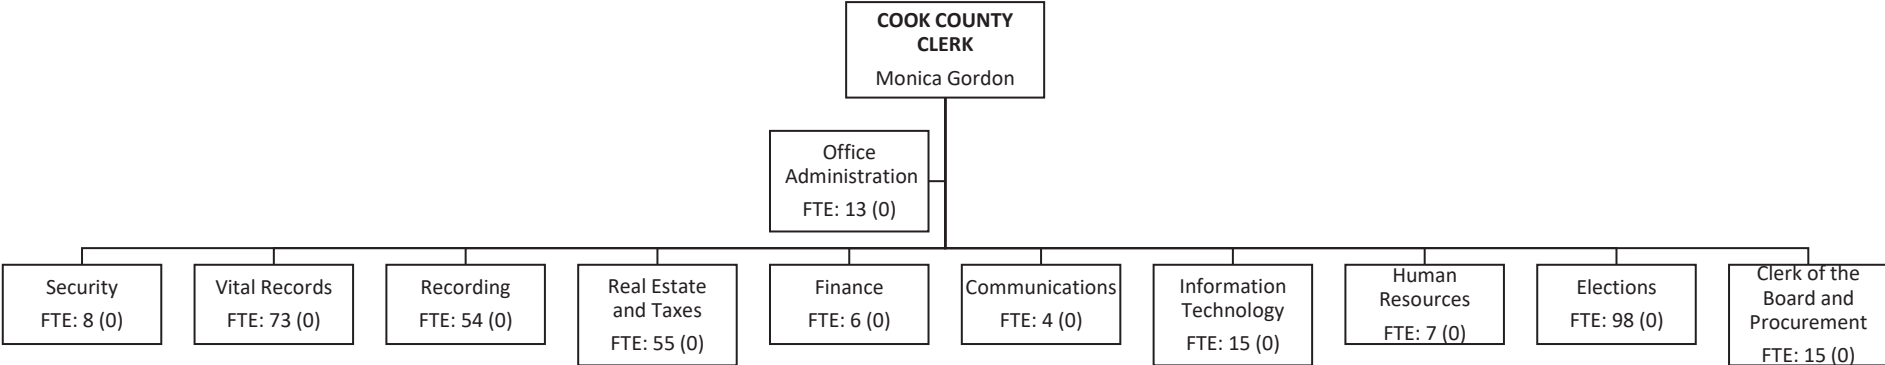 COOK COUNTY
CLERK
Monica Gordon
Office
Administration
FTE: 13 (0)
Security
FTE: 8 (0)
Vital Records
FTE: 73 (0)
Recording
FTE: 54 (0)
Real Estate
and Taxes
FTE: 55 (0)
Finance
FTE: 6 (0)
Communications
FTE: 4 (0)
Information
Technology
FTE: 15 (0)
Human
Resources
FTE: 7 (0)
Elections
FTE: 98 (0)
Clerk of the
Board and
Procurement
FTE: 15 (0)